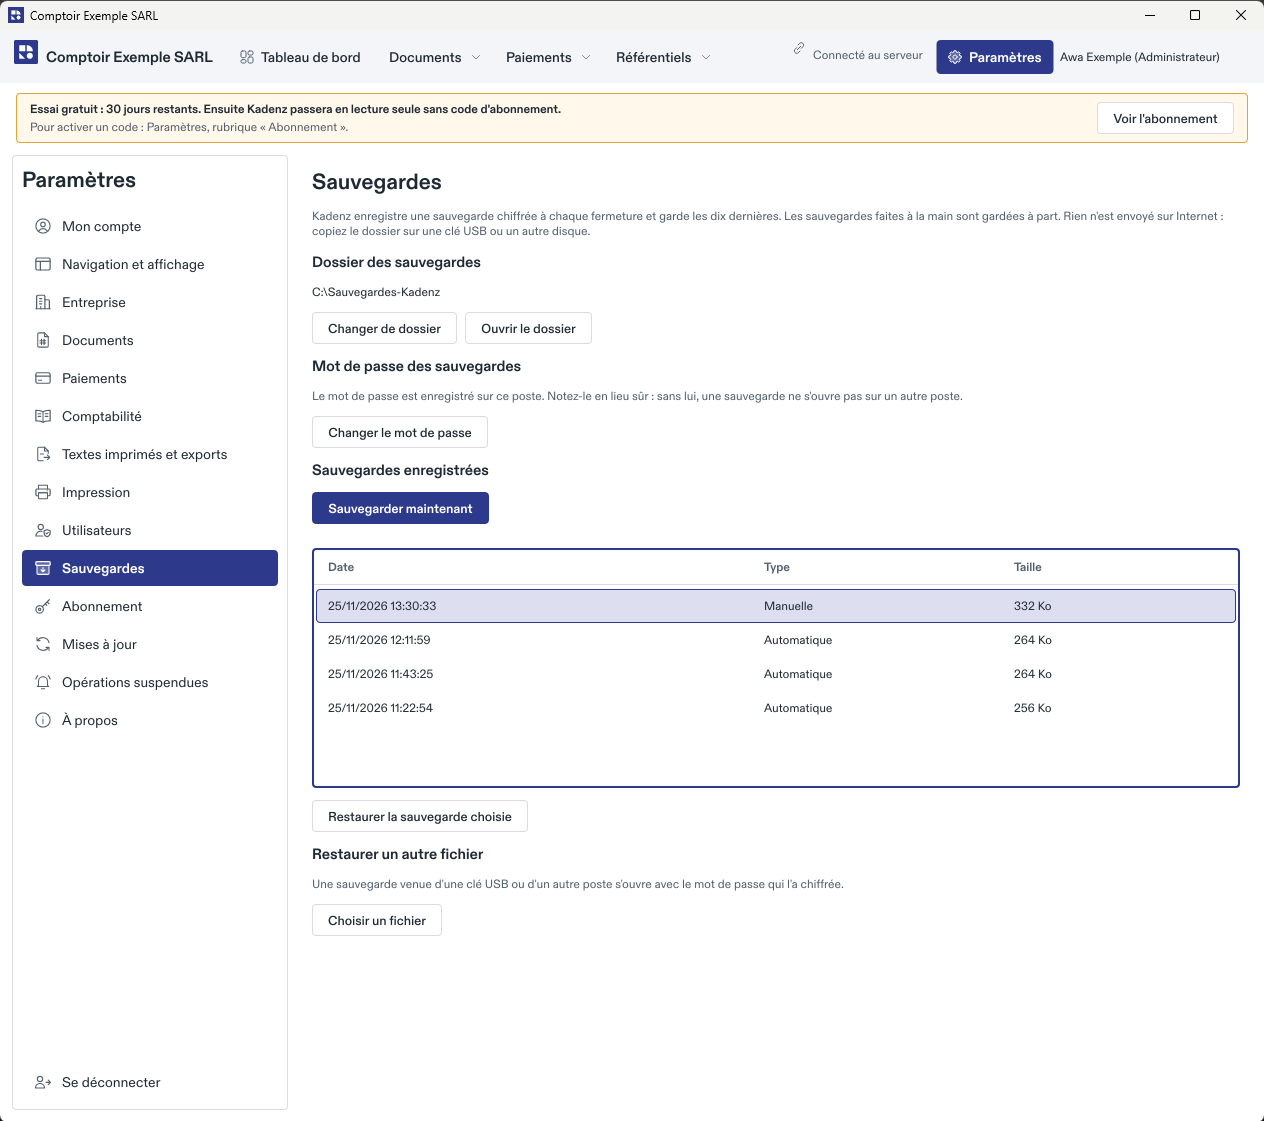 Comptoir Exemple SARL
Comptoir Exemple SARL
Tableau de bord
Documents
Paiements
Référentiels
Connecté au serveur
Paramètres
Awa Exemple (Administrateur)
Essai gratuit : 30 jours restants. Ensuite Kadenz passera en lecture seule sans code d'abonnement.
Pour activer un code : Paramètres, rubrique « Abonnement ».
Voir l'abonnement
Paramètres
Mon compte
Navigation et affichage
Entreprise
Documents
Paiements
Comptabilité
Textes imprimés et exports
Impression
Utilisateurs
Sauvegardes
Abonnement
Mises à jour
Opérations suspendues
À propos
Se déconnecter
Sauvegardes
Kadenz enregistre une sauvegarde chiffrée à chaque fermeture et garde les dix dernières. Les sauvegardes faites à la main sont gardées à part. Rien n'est envoyé sur Internet :
copiez le dossier sur une clé USB ou un autre disque.
Dossier des sauvegardes
C:\Sauvegardes-Kadenz
Changer de dossier
Ouvrir le dossier
Mot de passe des sauvegardes
Le mot de passe est enregistré sur ce poste. Notez-le en lieu sûr : sans lui, une sauvegarde ne s'ouvre pas sur un autre poste.
Changer le mot de passe
Sauvegardes enregistrées
Sauvegarder maintenant
Date Type Taille
25/11/2026 13:30:33 Manuelle 332 Ko
25/11/2026 12:11:59 Automatique 264 Ko
25/11/2026 11:43:25 Automatique 264 Ko
25/11/2026 11:22:54 Automatique 256 Ko
Restaurer la sauvegarde choisie
Restaurer un autre fichier
Une sauvegarde venue d'une clé USB ou d'un autre poste s'ouvre avec le mot de passe qui l'a chiffrée.
Choisir un fichier